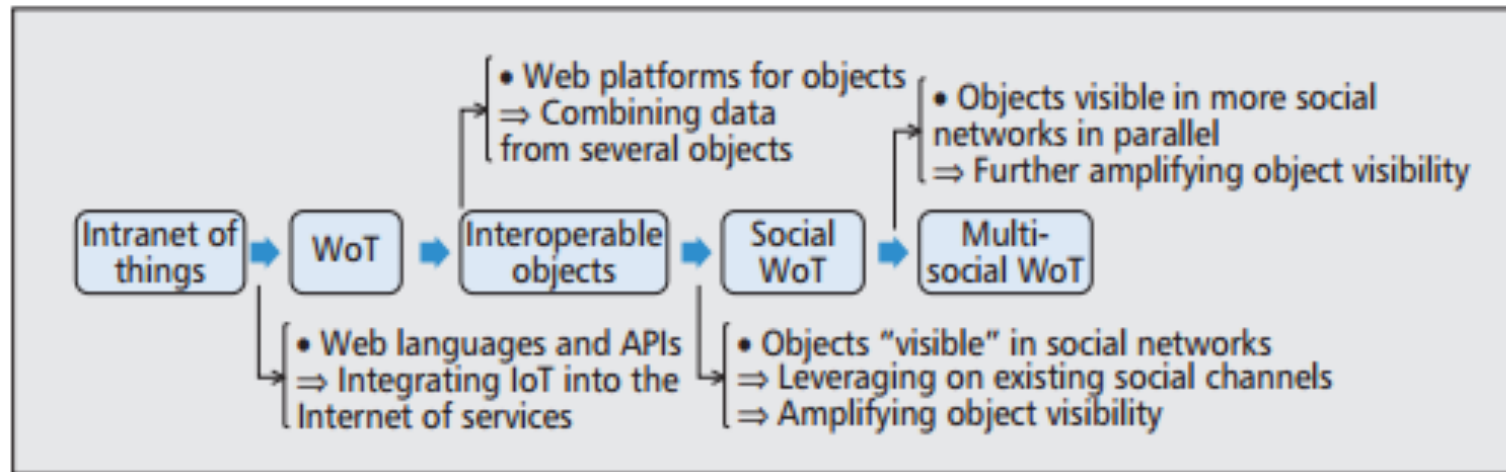 • Web platforms for objects
⇒ Combining data
from several objects
• Objects visible in more social
networks in parallel
⇒ Further amplifying object visibility
Intranet of
things
WoT
Interoperable
objects
Social
WoT
Multi-
social WoT
• Web languages and APIs
⇒ Integrating IoT into the
Internet of services
• Objects “visible” in social networks
⇒ Leveraging on existing social channels
⇒ Amplifying object visibility